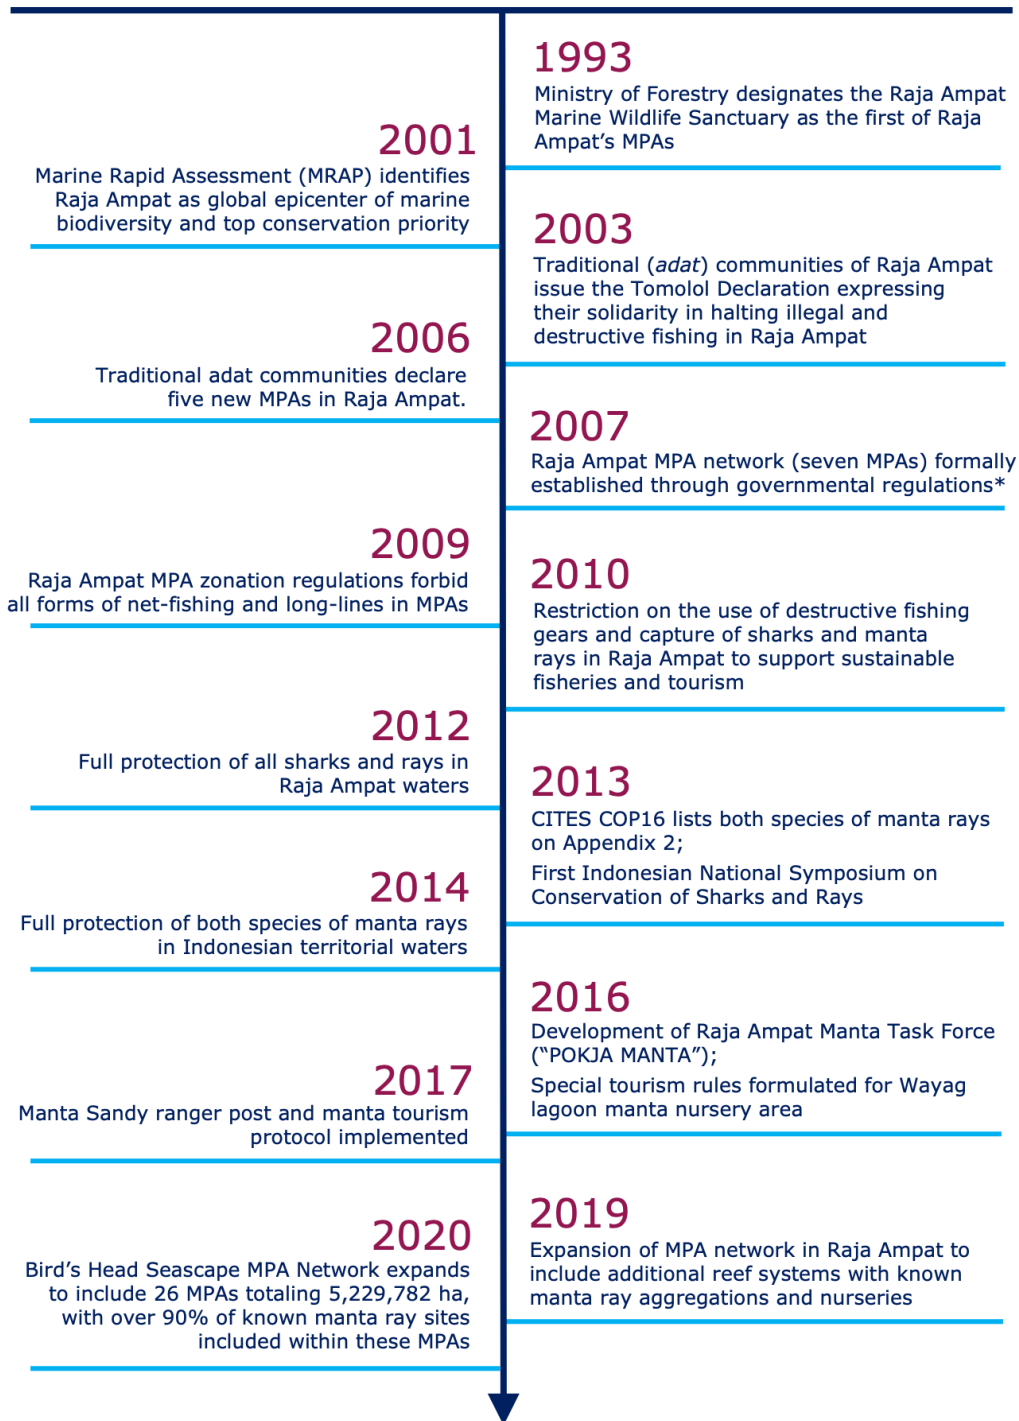 1993
Ministry of Forestry designates the Raja Ampat
Marine Wildlife Sanctuary as the first of Raja
Ampat's MPAs
2001
Marine Rapid Assessment (MRAP) identifies
Raja Ampat as global epicenter of marine
biodiversity and top conservation priority
2003
Traditional (adat) communities of Raja Ampat
issue the Tomolol Declaration expressing
their solidarity in halting illegal and
destructive fishing in Raja Ampat
2006
Traditional adat communities declare
five new MPAs in Raja Ampat.
2007
Raja Ampat MPA network (seven MPAs) formally
established through governmental regulations*
2009
Raja Ampat MPA zonation regulations forbid
all forms of net-fishing and long-lines in MPAs
2010
Restriction on the use of destructive fishing
gears and capture of sharks and manta
rays in Raja Ampat to support sustainable
fisheries and tourism
2012
Full protection of all sharks and rays in
Raja Ampat waters
2013
CITES COP16 lists both species of manta rays
on Appendix 2;
First Indonesian National Symposium on
Conservation of Sharks and Rays
2014
Full protection of both species of manta rays
in Indonesian territorial waters
2016
Development of Raja Ampat Manta Task Force
("POKJA MANTA");
Special tourism rules formulated for Wayag
lagoon manta nursery area
2017
Manta Sandy ranger post and manta tourism
protocol implemented
2019
Expansion of MPA network in Raja Ampat to
include additional reef systems with known
manta ray aggregations and nurseries
2020
Bird's Head Seascape MPA Network expands
to include 26 MPAs totaling 5,229,782 ha,
with over 90% of known manta ray sites
included within these MPAs